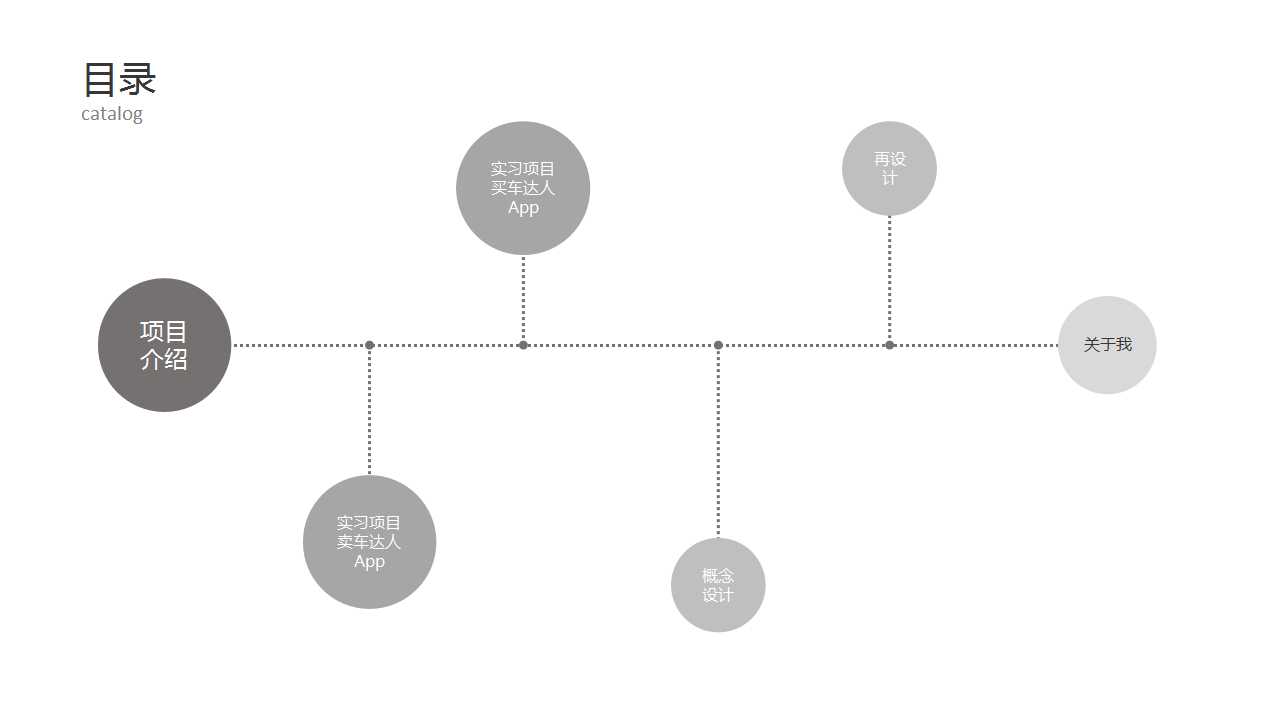 目录
catalog
项目
介绍
实习项目
卖车达人
App
实习项目
买车达人
App
概念
设计
再设
计
关于我